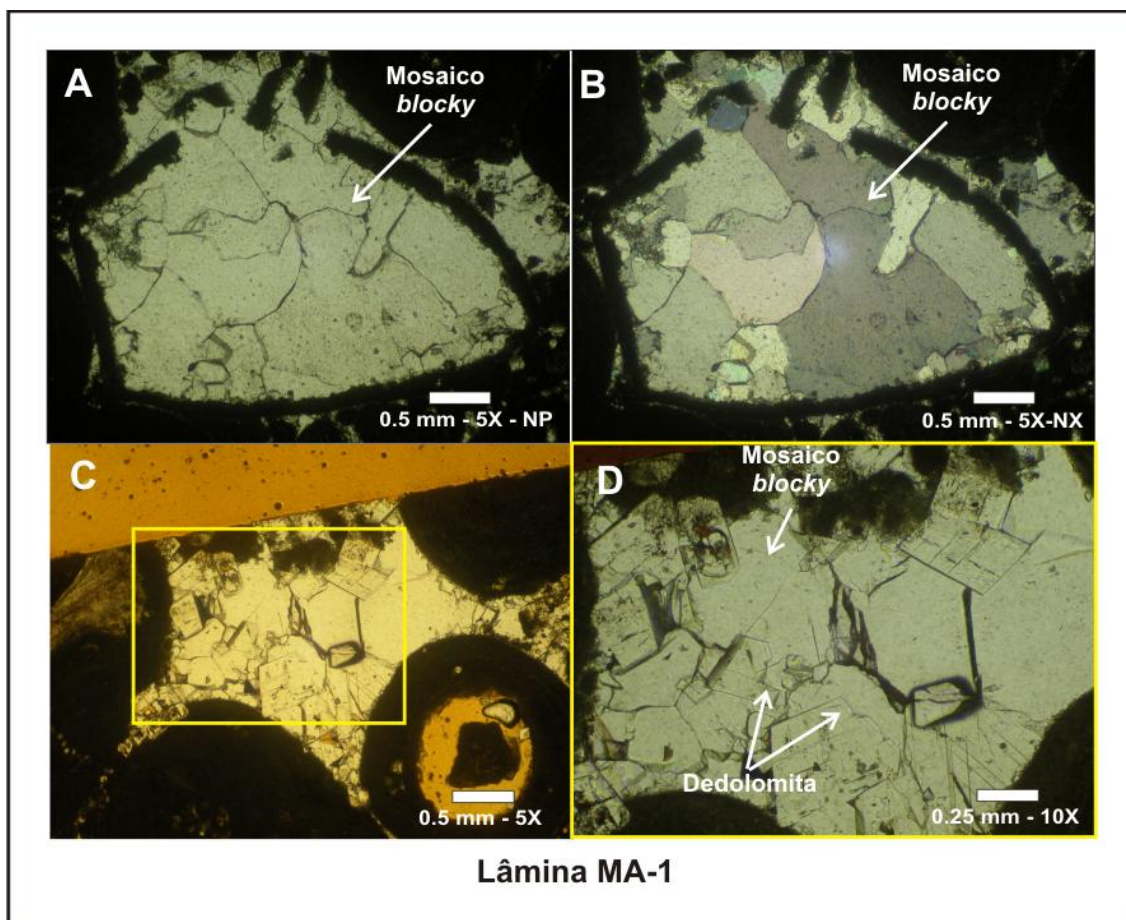 A
Mosaico
blocky
0.5 mm - 5X - NP
B
Mosaico
blocky
0.5 mm - 5X-NX
C
0.5 mm - 5X
D
Mosaico
blocky
Dedolomita
0.25 mm - 10X
Lâmina MA-1